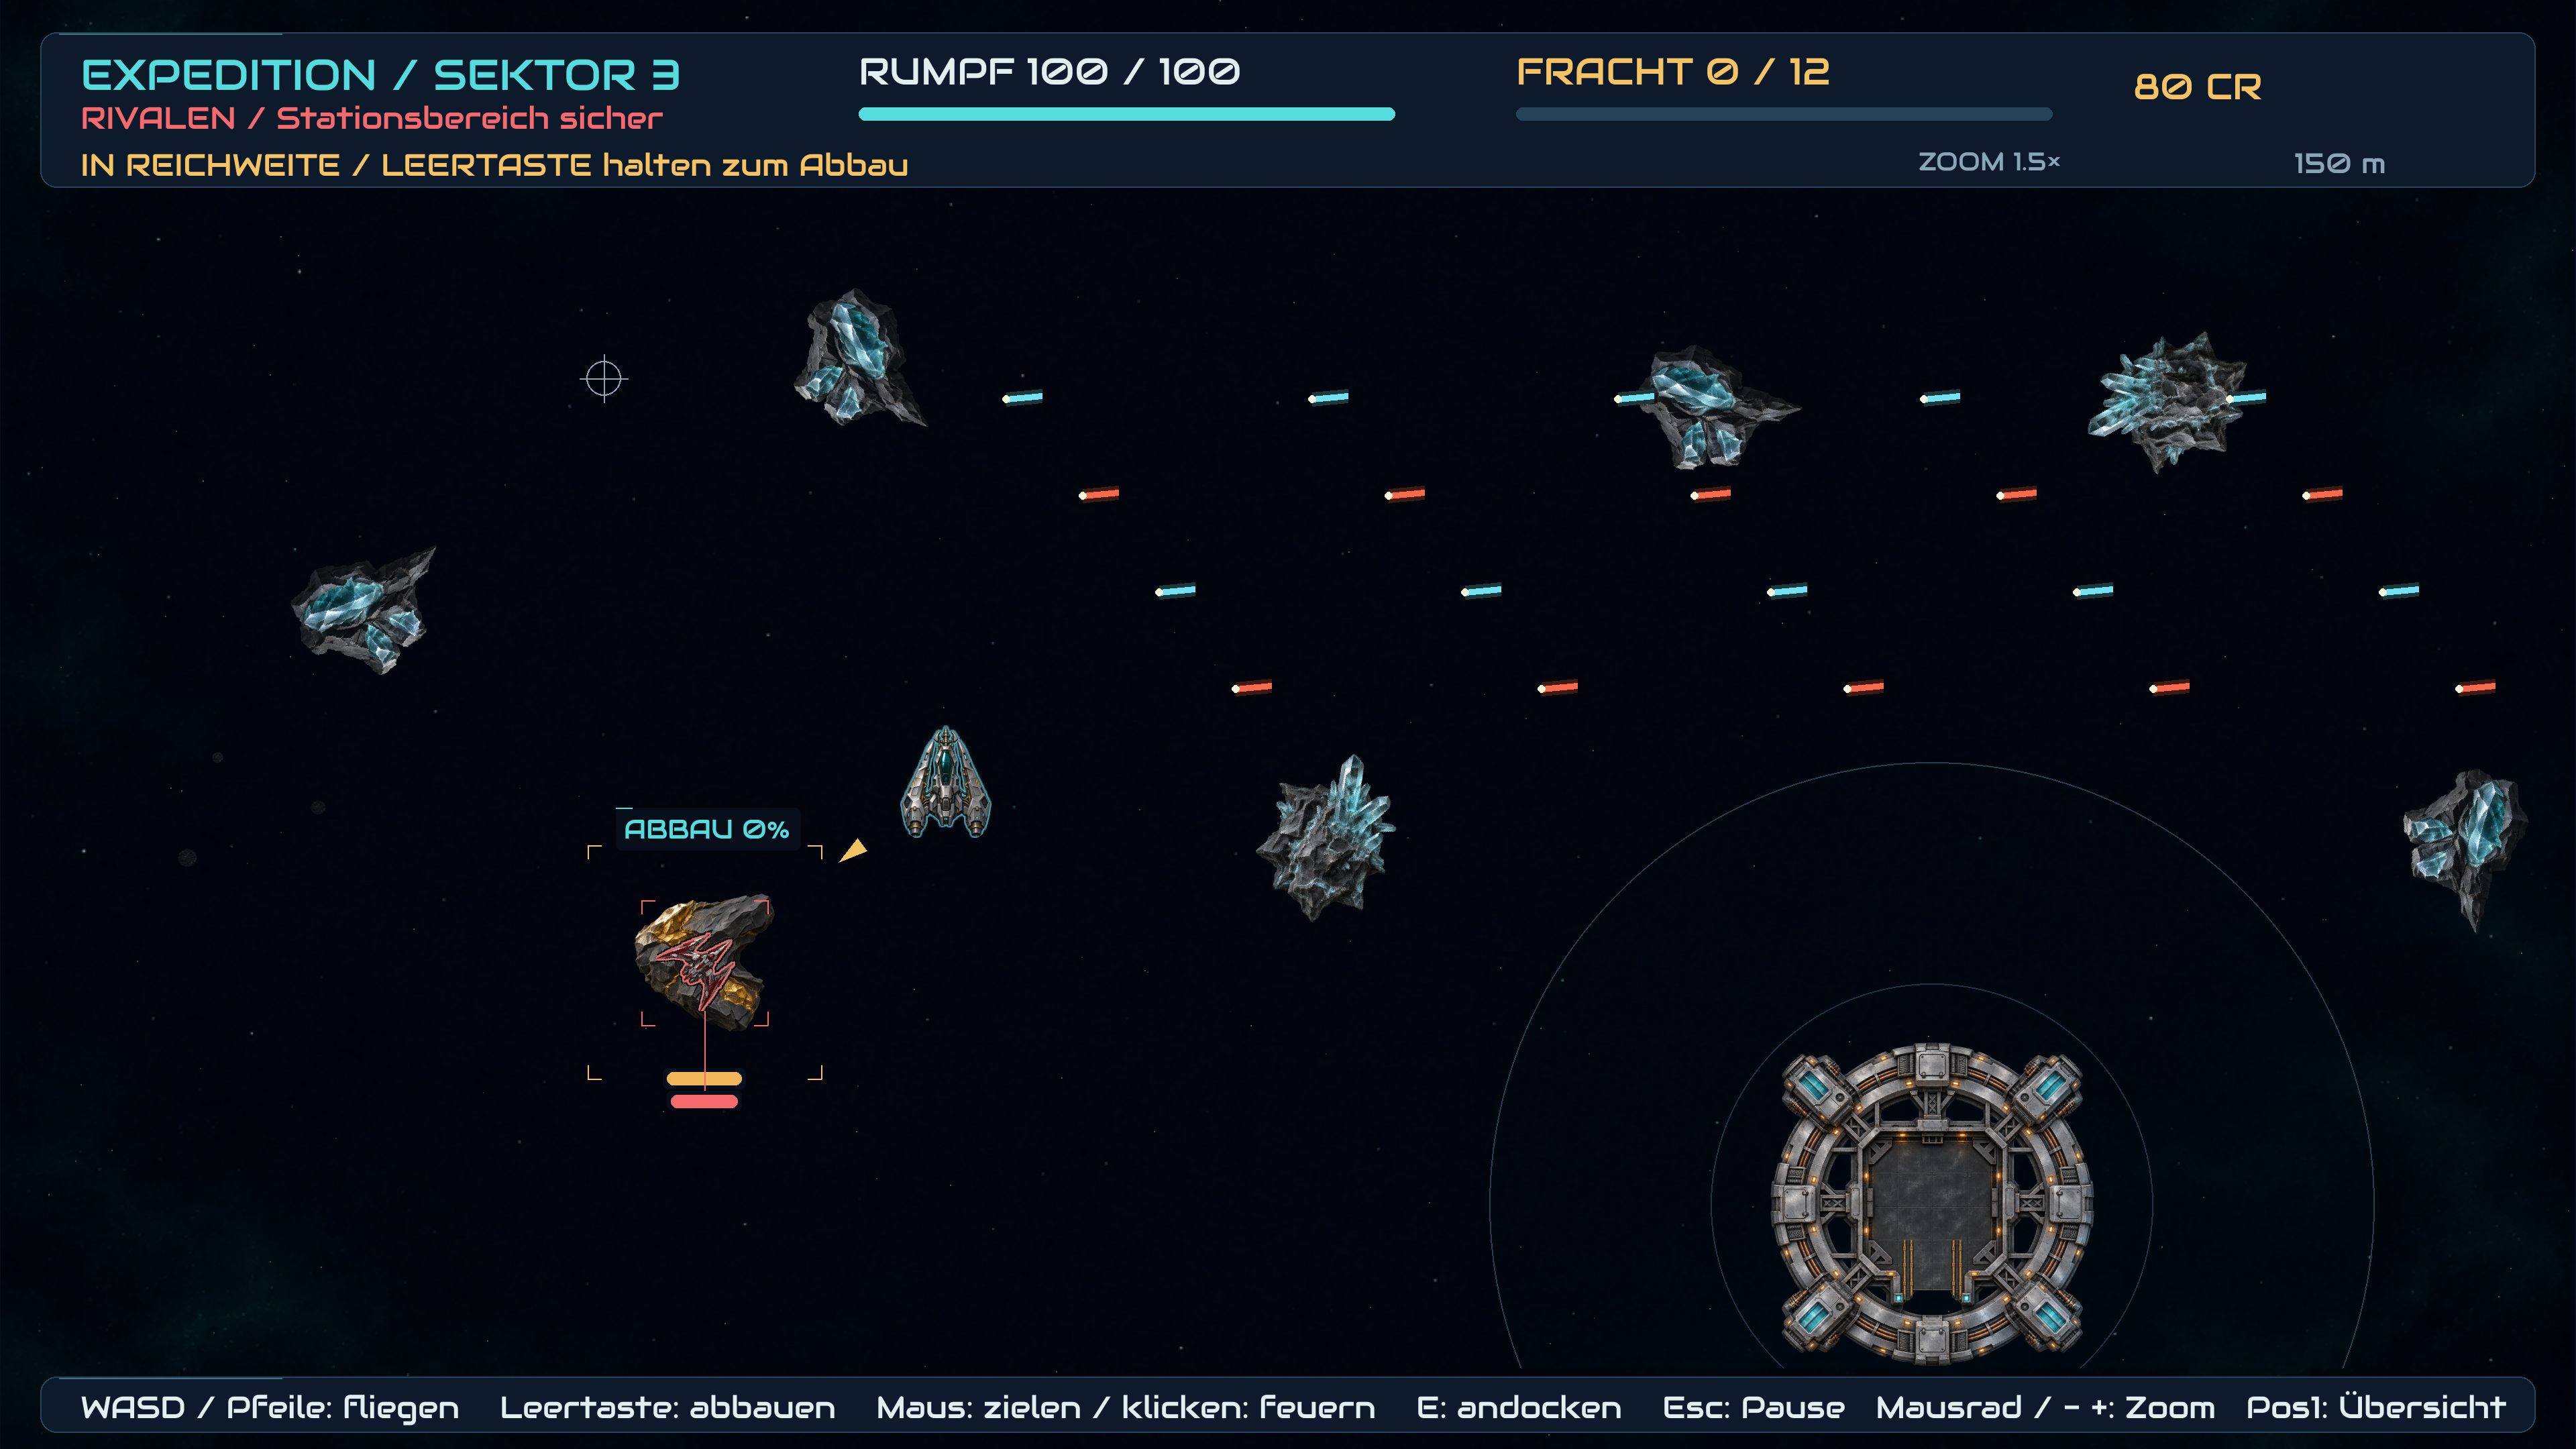 EXPEDITION / SEKTOR 3
RIVALEN / Stationsbereich sicher
IN REICHWEITE / LEERTASTE halten zum Abbau
RUMPF 100 / 100
FRACHT 0 / 12
80 CR
ZOOM 1.5×
150 m
ABBAU 0%
WASD / Pfeile: fliegen Leertaste: abbauen Maus: zielen / klicken: feuern E: andocken Esc: Pause Mausrad / - +: Zoom Pos1: Übersicht